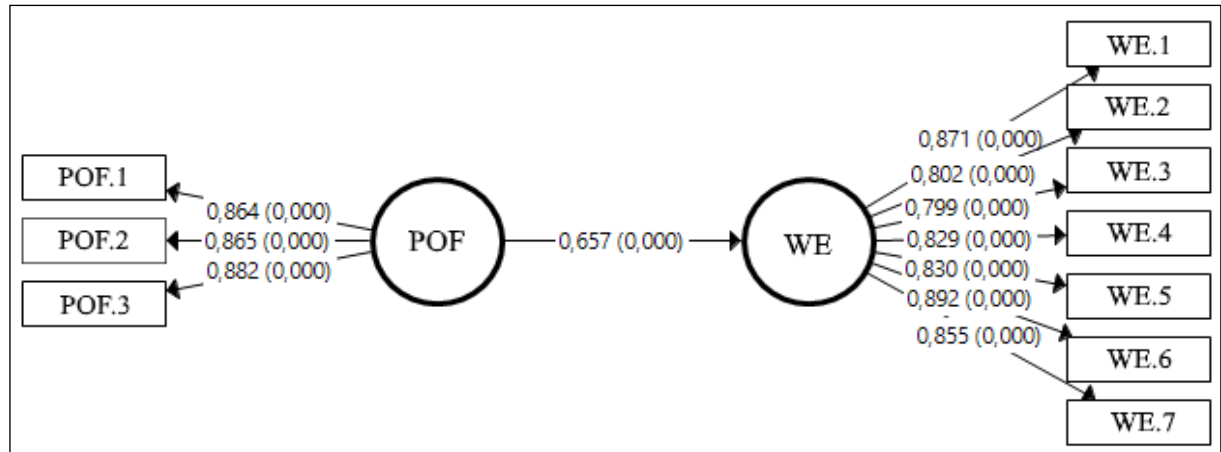 POF.1
POF.2
POF.3
0,864 (0,000)
0,865 (0,000)
0,882 (0,000)
POF
0,657 (0,000)
WE
0,871 (0,000)
0,802 (0,000)
0,799 (0,000)
0,829 (0,000)
0,830 (0,000)
0,892 (0,000)
0,855 (0,000)
WE.1
WE.2
WE.3
WE.4
WE.5
WE.6
WE.7